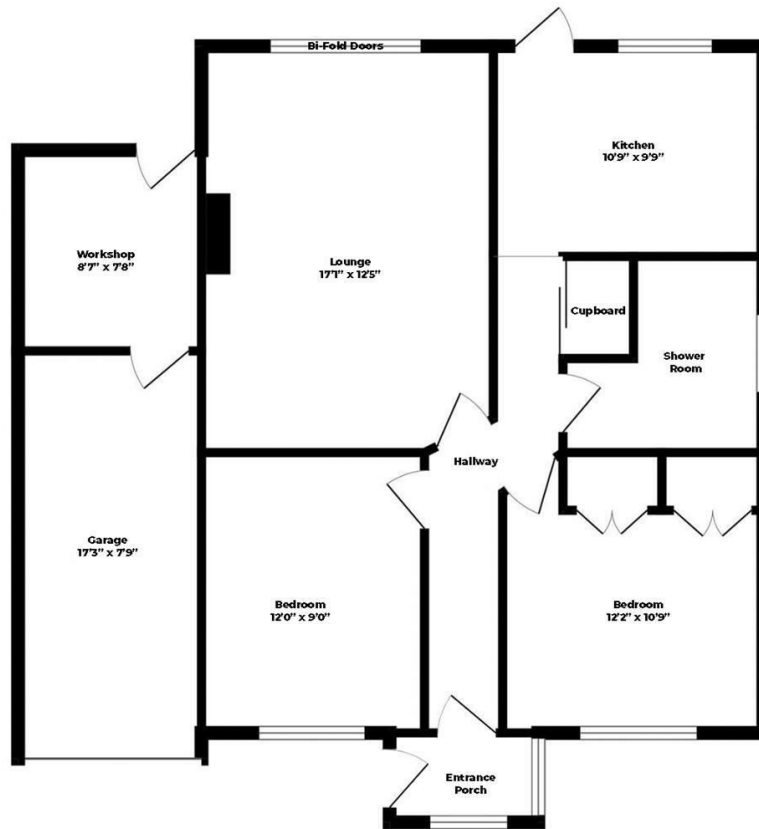 Bi-Fold Doors
Kitchen
10’9” x 9’9”
Workshop
8’7” x 7’8”
Lounge
17’1” x 12’5”
Cupboard
Shower
Room
Hallway
Garage
17’3” x 7’9”
Bedroom
12’0” x 9’0”
Bedroom
12’2” x 10’9”
Entrance
Porch